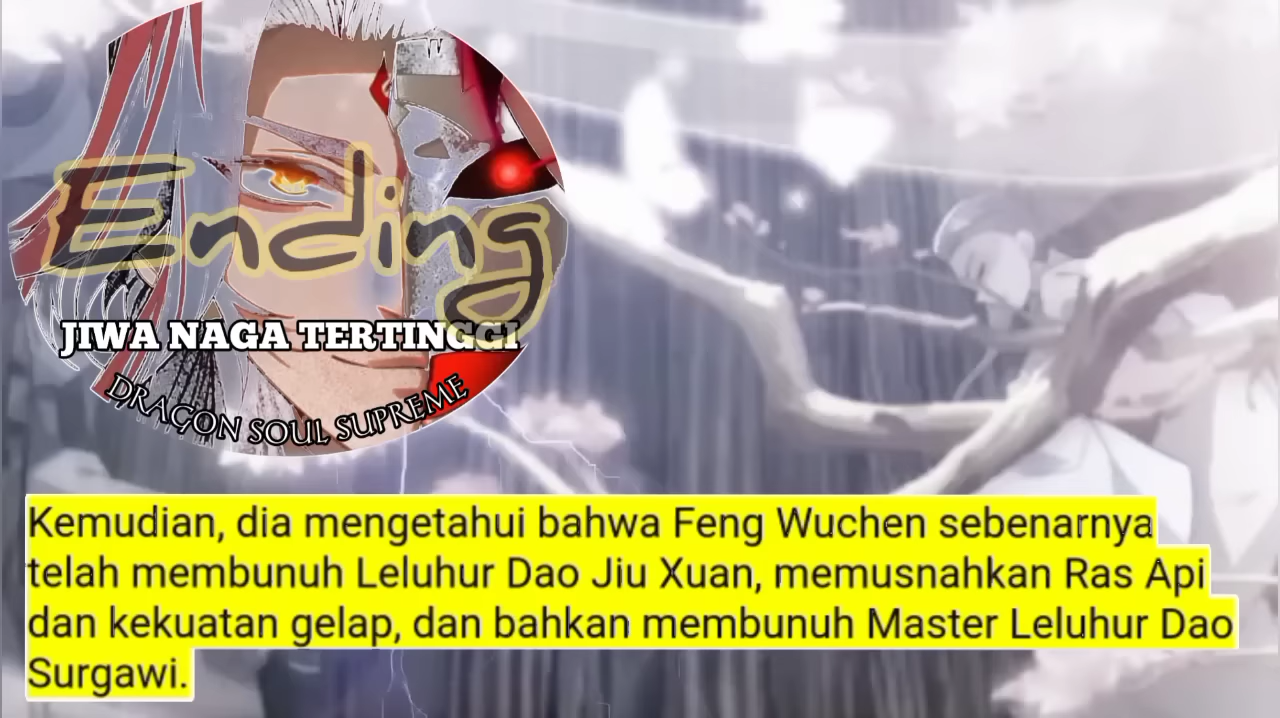 Ending
JIWA NAGA TERTINGGI
DRAGON SOUL SUPREME
Kemudian, dia mengetahui bahwa Feng Wuchen sebenarnya
telah membunuh Leluhur Dao Jiu Xuan, memusnahkan Ras Api
dan kekuatan gelap, dan bahkan membunuh Master Leluhur Dao
Surgawi.